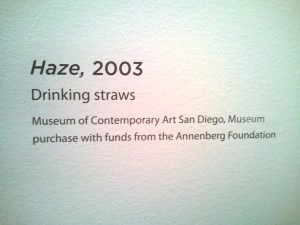 Haze, 2003
Drinking straws
Museum of Contemporary Art San Diego, Museum
purchase with funds from the Annenberg Foundation